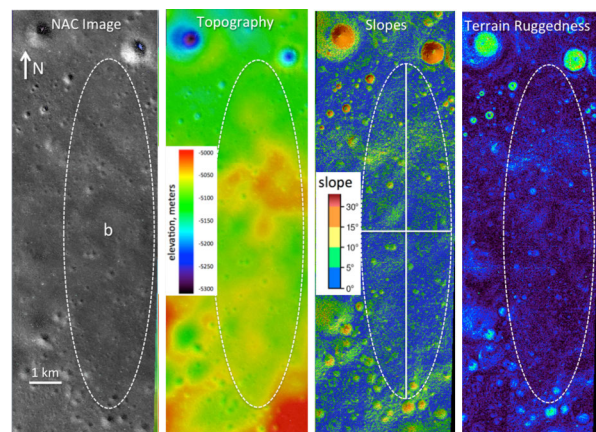 NAC Image
Topography
Slopes
Terrain Ruggedness
N
b
1 km
elevation, meters
-5000
-5050
-5100
-5150
-5200
-5250
-5300
slope
30°
15°
10°
5°
0°